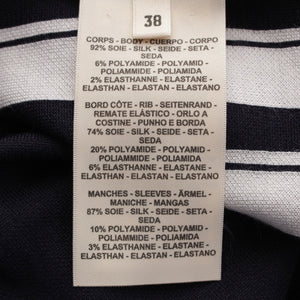 38
CORPS - BODY - CUERPO - CORPO
92% SOIE - SILK - SEIDE - SETA -
SEDA
6% POLYAMIDE - POLYAMID -
POLIAMMIDE - POLIAMIDA
2% ELASTHANNE - ELASTANE -
ELASTHAN - ELASTAN - ELASTANO
BORD CÔTE - RIB - SEITENRAND -
REMATE ELÁSTICO - ORLO A
COSTINE - PUNHO E BORDA
74% SOIE - SILK - SEIDE - SETA -
SEDA
20% POLYAMIDE - POLYAMID -
POLIAMMIDE - POLIAMIDA
6% ELASTHANNE - ELASTANE -
ELASTHAN - ELASTAN - ELASTANO
MANCHES - SLEEVES - ÄRMEL -
MANICHE - MANGAS
87% SOIE - SILK - SEIDE - SETA -
SEDA
10% POLYAMIDE - POLYAMID -
POLIAMMIDE - POLIAMIDA
3% ELASTHANNE - ELASTANE -
ELASTHAN - ELASTAN - ELASTANO